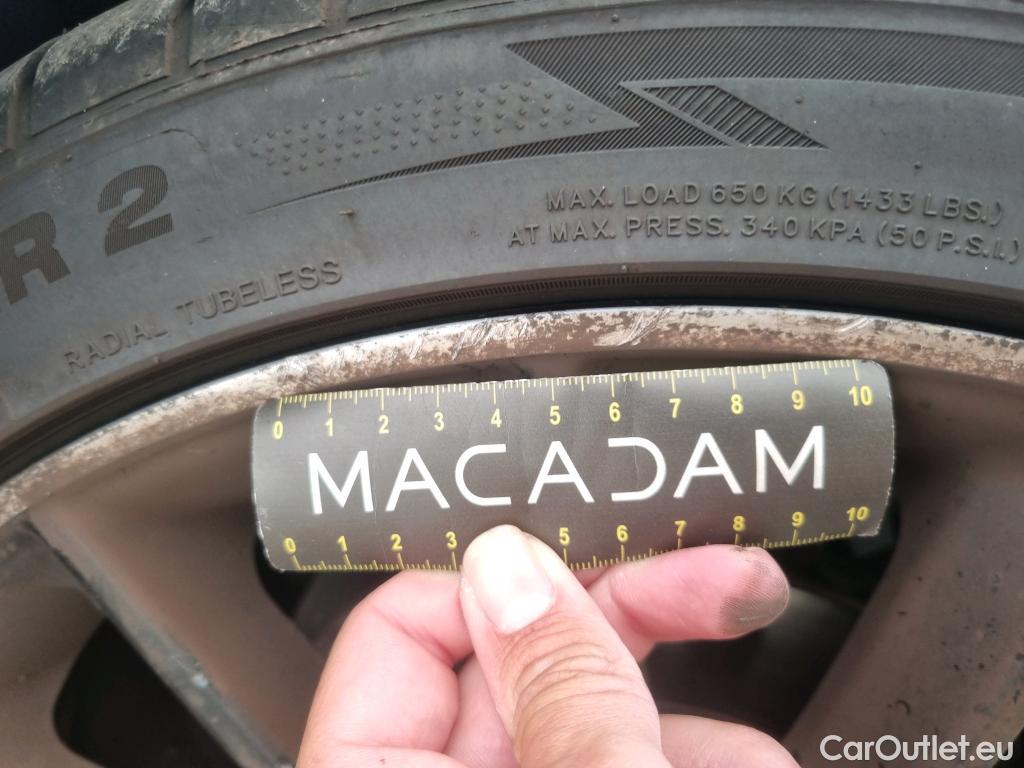 R 2
MAX. LOAD 650 KG (1433 LBS.)
AT MAX. PRESS. 340 KPA (50 P.S.I.)
RADIAL TUBELESS
0 1 2 3 4 5 6 7 8 9 10
MACADAM
0 1 2 3 5 6 7 8 9 10
CarOutlet.eu